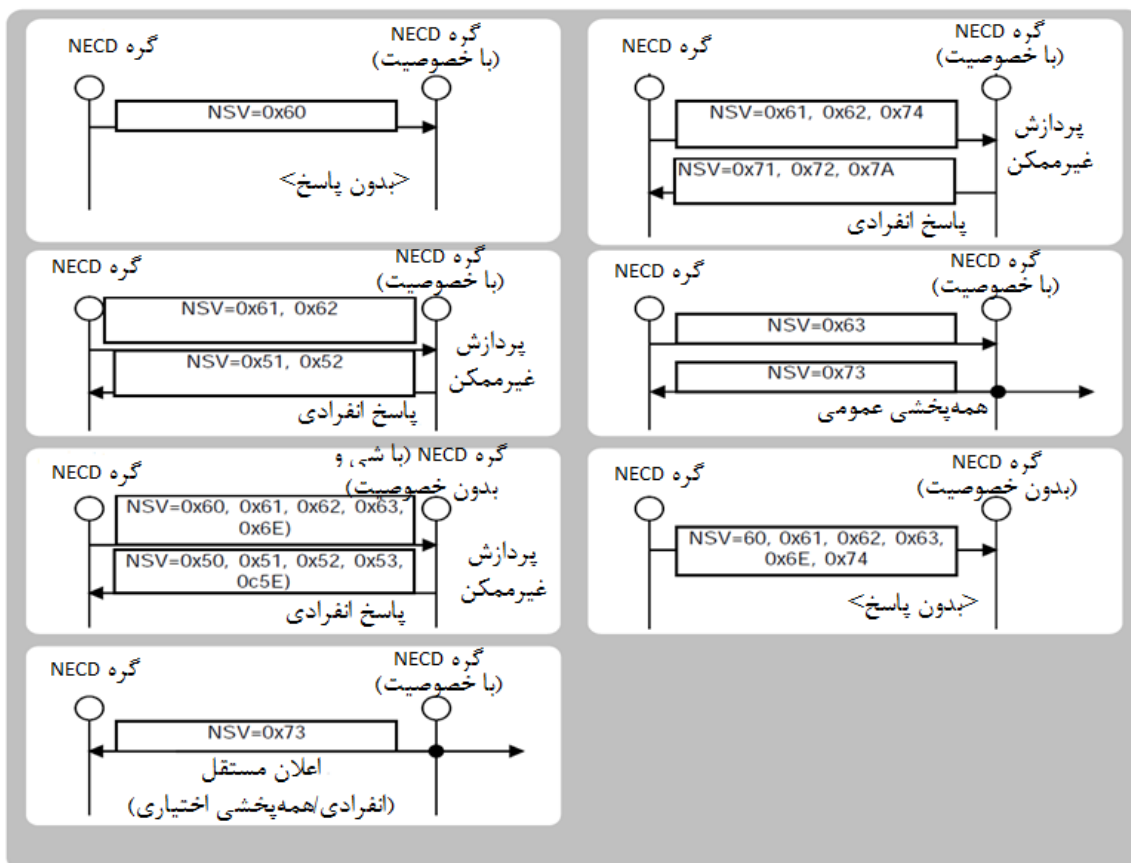 گره NECD
گره NECD
(با خصوصیت)
NSV=0x60
<بدون پاسخ>
گره NECD
گره NECD
(با خصوصیت)
NSV=0x61, 0x62, 0x74
NSV=0x71, 0x72, 0x7A
پردازش
غیرممکن
پاسخ انفرادی
گره NECD
گره NECD
(با خصوصیت)
NSV=0x61, 0x62
NSV=0x51, 0x52
پردازش
غیرممکن
پاسخ انفرادی
گره NECD
گره NECD
(با خصوصیت)
NSV=0x63
NSV=0x73
همه‌پخشی عمومی
گره NECD
گره NECD (با شی و
بدون خصوصیت)
NSV=0x60, 0x61, 0x62, 0x63,
0x6E)
NSV=0x50, 0x51, 0x52, 0x53,
0c5E)
پردازش
غیرممکن
پاسخ انفرادی
گره NECD
گره NECD
(بدون خصوصیت)
NSV=60, 0x61, 0x62, 0x63,
0x6E, 0x74
<بدون پاسخ>
گره NECD
گره NECD
(با خصوصیت)
NSV=0x73
اعلان مستقل
(انفرادی/همه‌پخشی اختیاری)